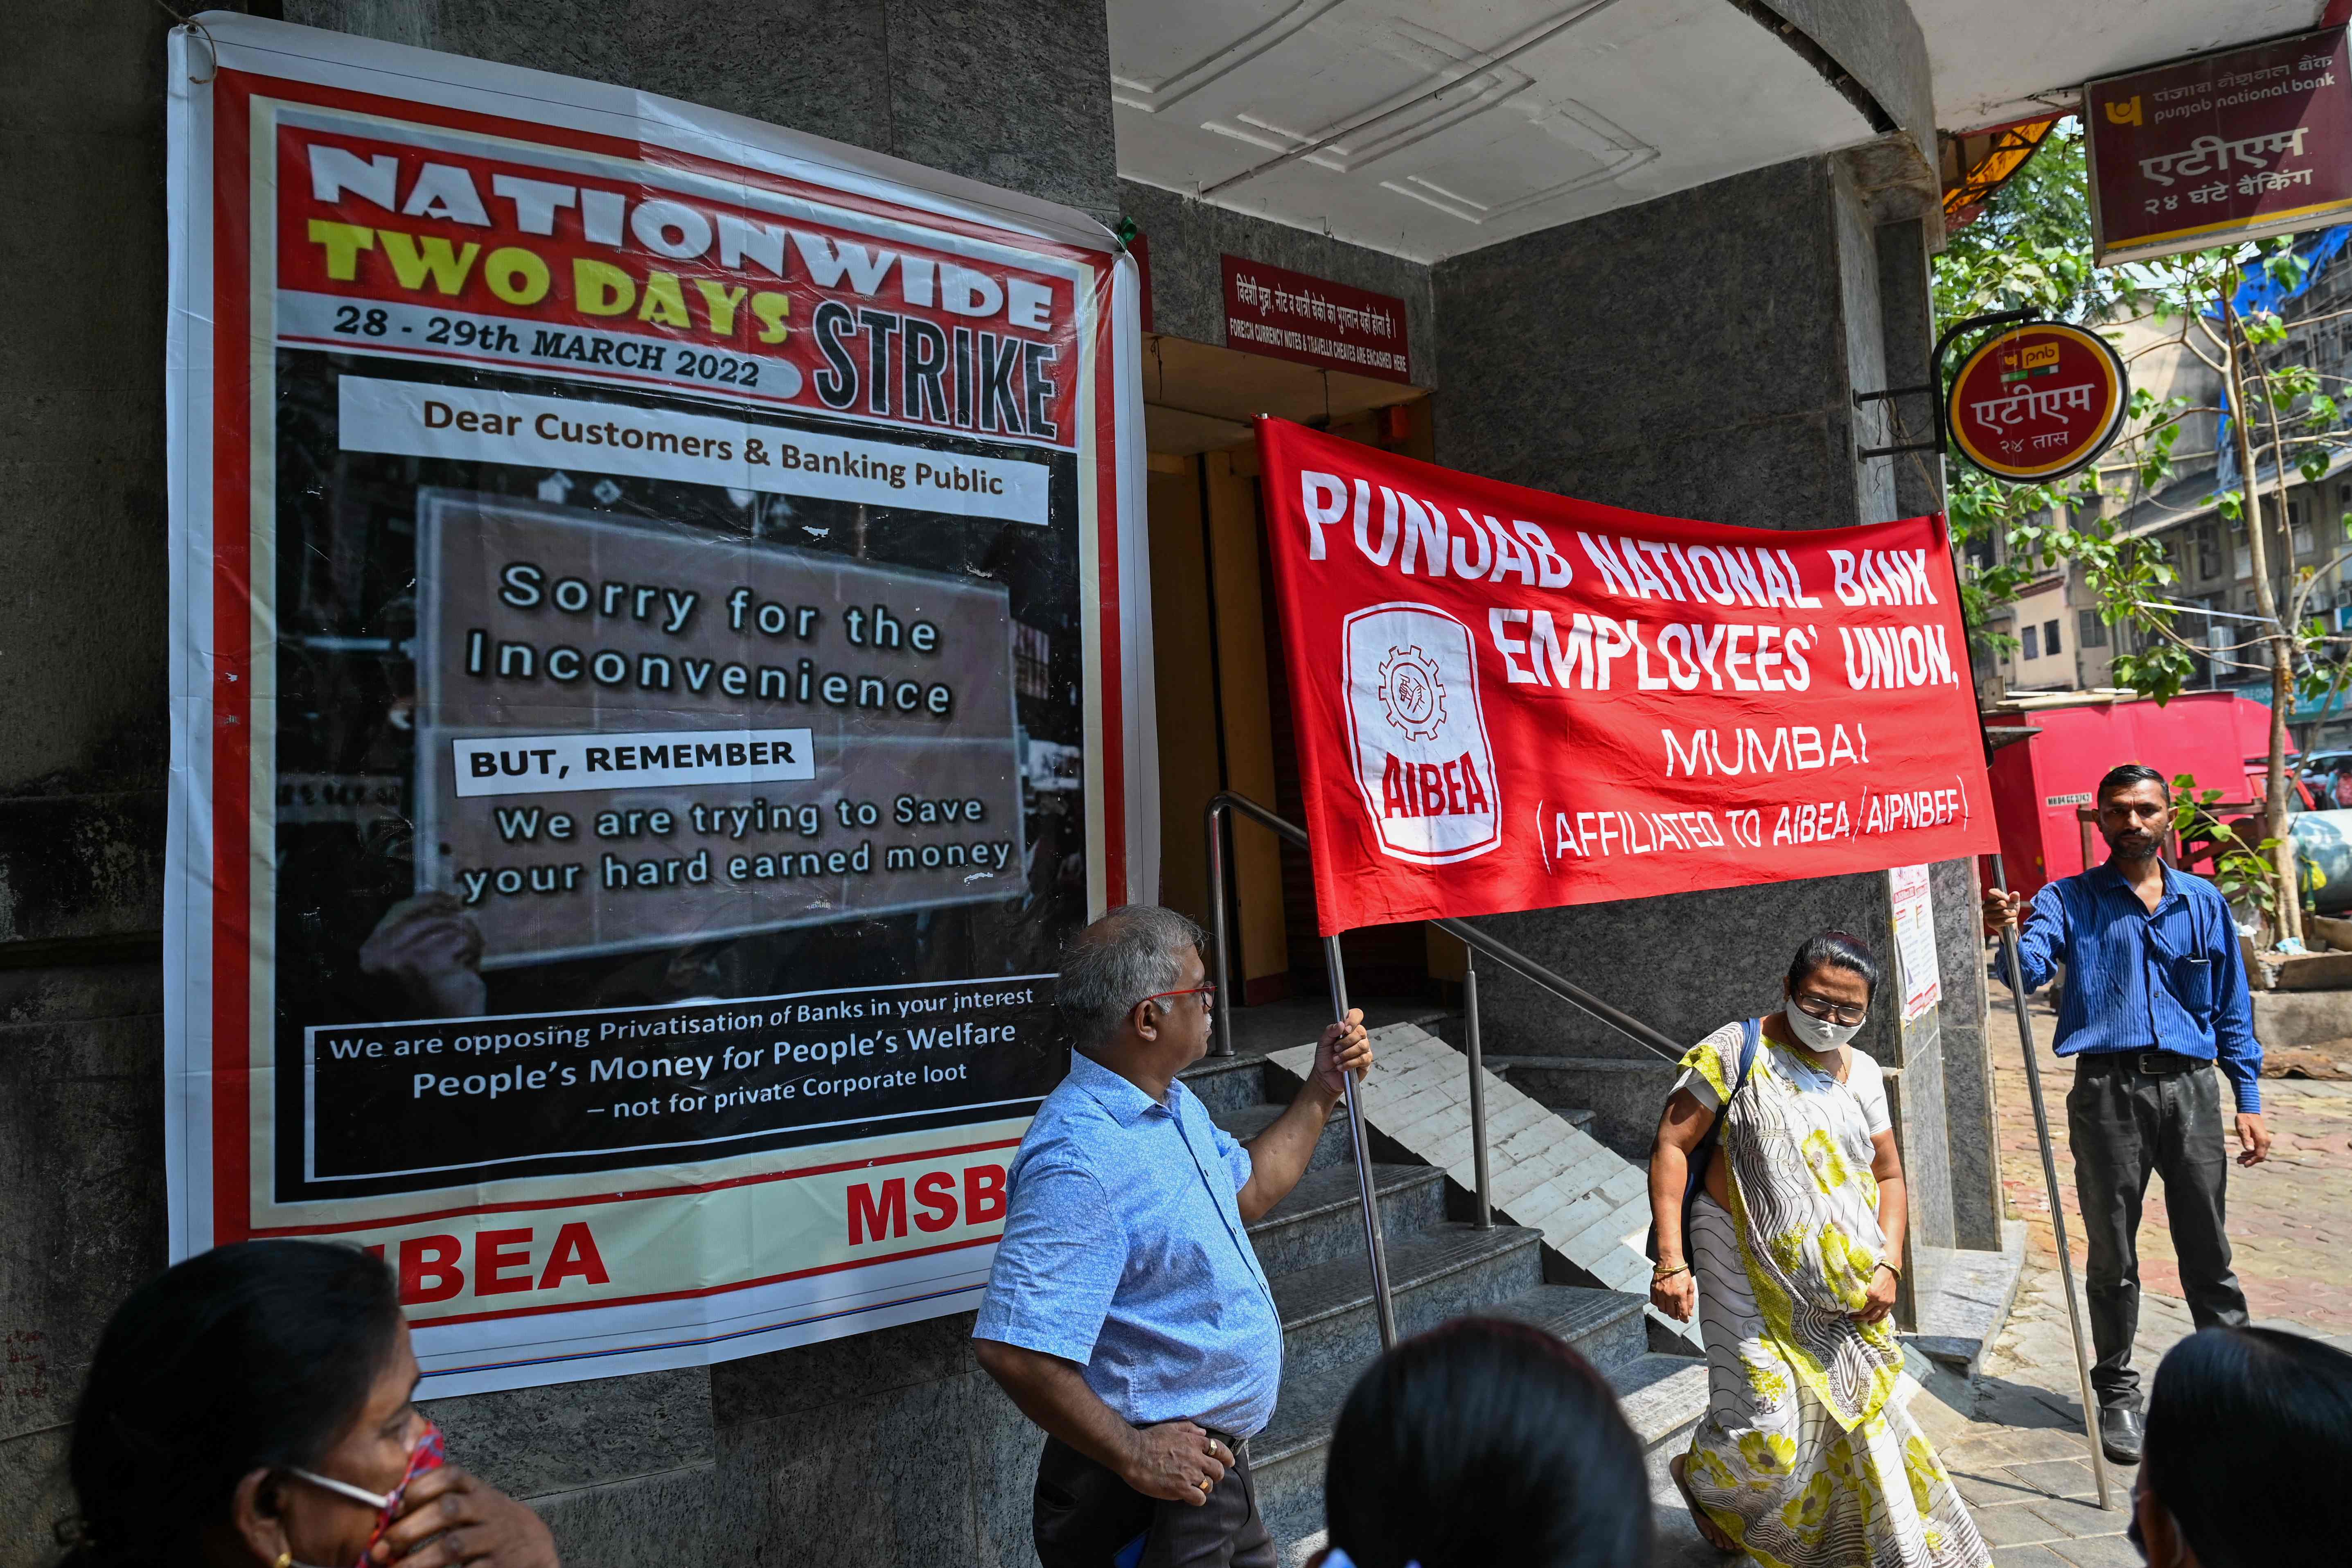 NATIONWIDE
TWO DAYS STRIKE
28 - 29th MARCH 2022
Dear Customers & Banking Public
Sorry for the
Inconvenience
BUT, REMEMBER
We are trying to Save
your hard earned money
We are opposing Privatisation of Banks in your jnterest
People's Money for People's Welfare
– not for private Corporate loot
IBEA
MSB
विदेशी मुद्रा, नोट व यात्री चेकों का भुगतान यहाँ होता है ।
FOREIGN CURRENCY NOTES & TRAVELLR CHEAVES ARE ENCASHED HERE
PUNJAB NATIONAL BANK
EMPLOYEES' UNION,
MUMBAI
(AFFILIATED TO AIBEA/AIPNBEF)
AIBEA
पंजाब नैशनल बैंक
punjab national bank
एटीएम
२४ घंटे बैंकिंग
pnb
एटीएम
२४ तास